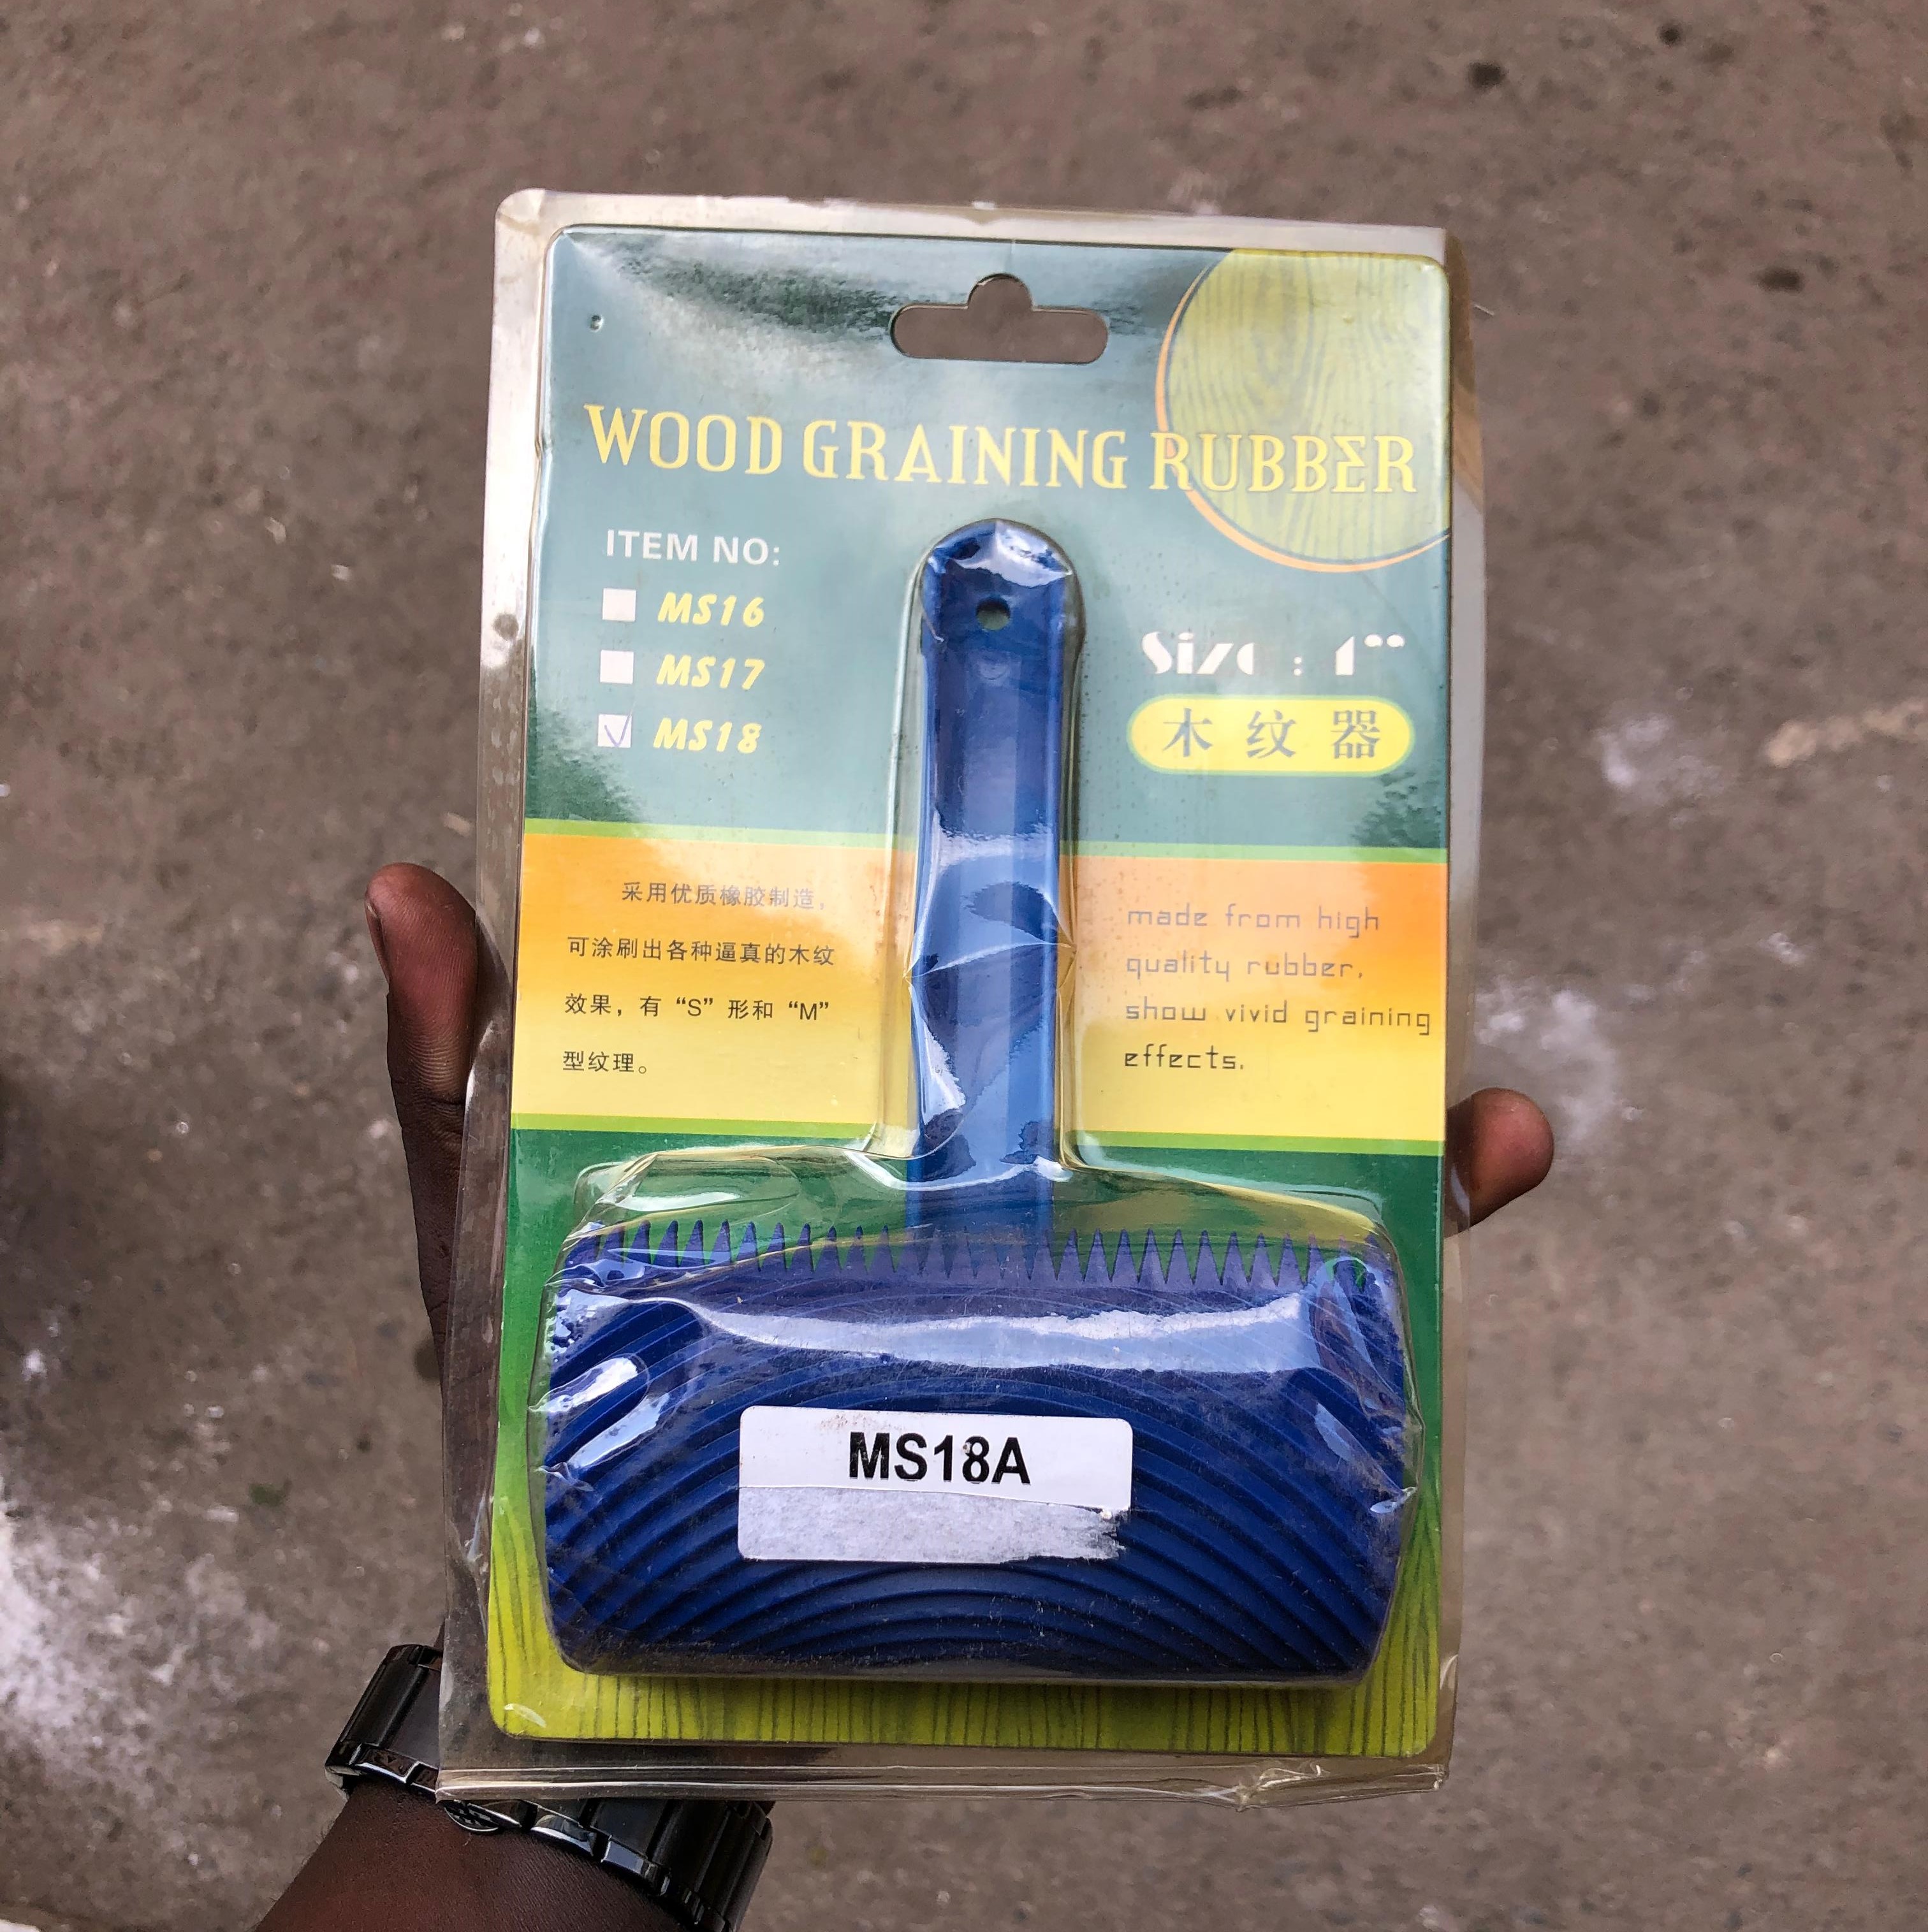 WOOD GRAINING RUBBER
ITEM NO:
MS16
MS17
MS18
Size : 4""
木纹器
采用优质橡胶制造，
可涂刷出各种逼真的木纹
效果，有“S”形和“M”
型纹理。
made from high
quality rubber,
show vivid graining
effects.
MS18A